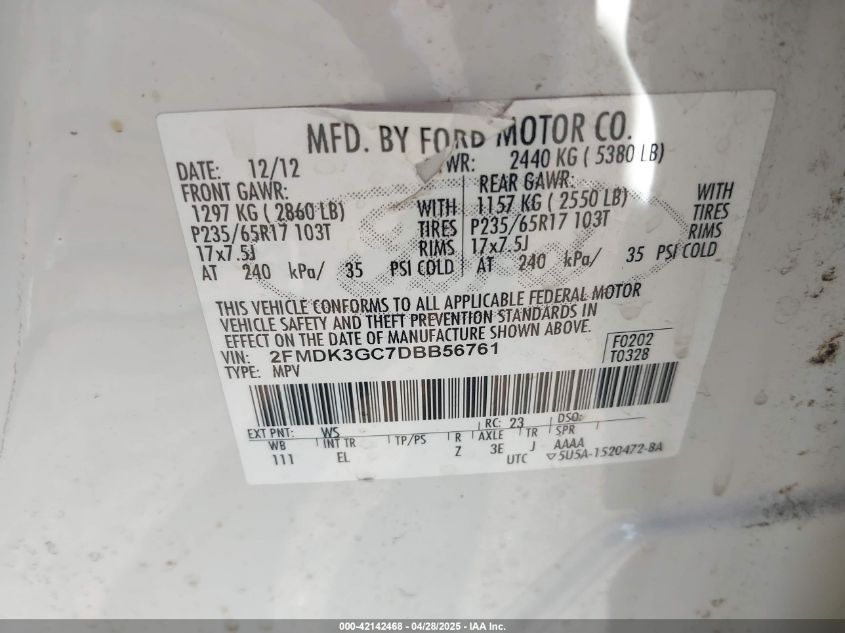 MFD. BY FORD MOTOR CO.
DATE: 12/12 WR: 2440 KG ( 5380 LB)
FRONT GAWR: REAR GAWR:
1297 KG ( 2860 LB) WITH 1157 KG ( 2550 LB) WITH
P235/65R17 103T TIRES P235/65R17 103T TIRES
17x7.5J RIMS 17x7.5J RIMS
AT 240 kPa/ 35 PSI COLD AT 240 kPa/ 35 PSI COLD
THIS VEHICLE CONFORMS TO ALL APPLICABLE FEDERAL MOTOR
VEHICLE SAFETY AND THEFT PREVENTION STANDARDS IN
EFFECT ON THE DATE OF MANUFACTURE SHOWN ABOVE.
VIN: 2FMDK3GC7DBB56761 F0202
TYPE: MPV T0328
EXT PNT: WS RC: 23 DSO:
WB INT TR TP/PS R AXLE TR SPR
111 EL Z 3E J AAAA
UTC ▽5U5A-1520472-BA
000-42142468 - 04/28/2025 - IAA Inc.